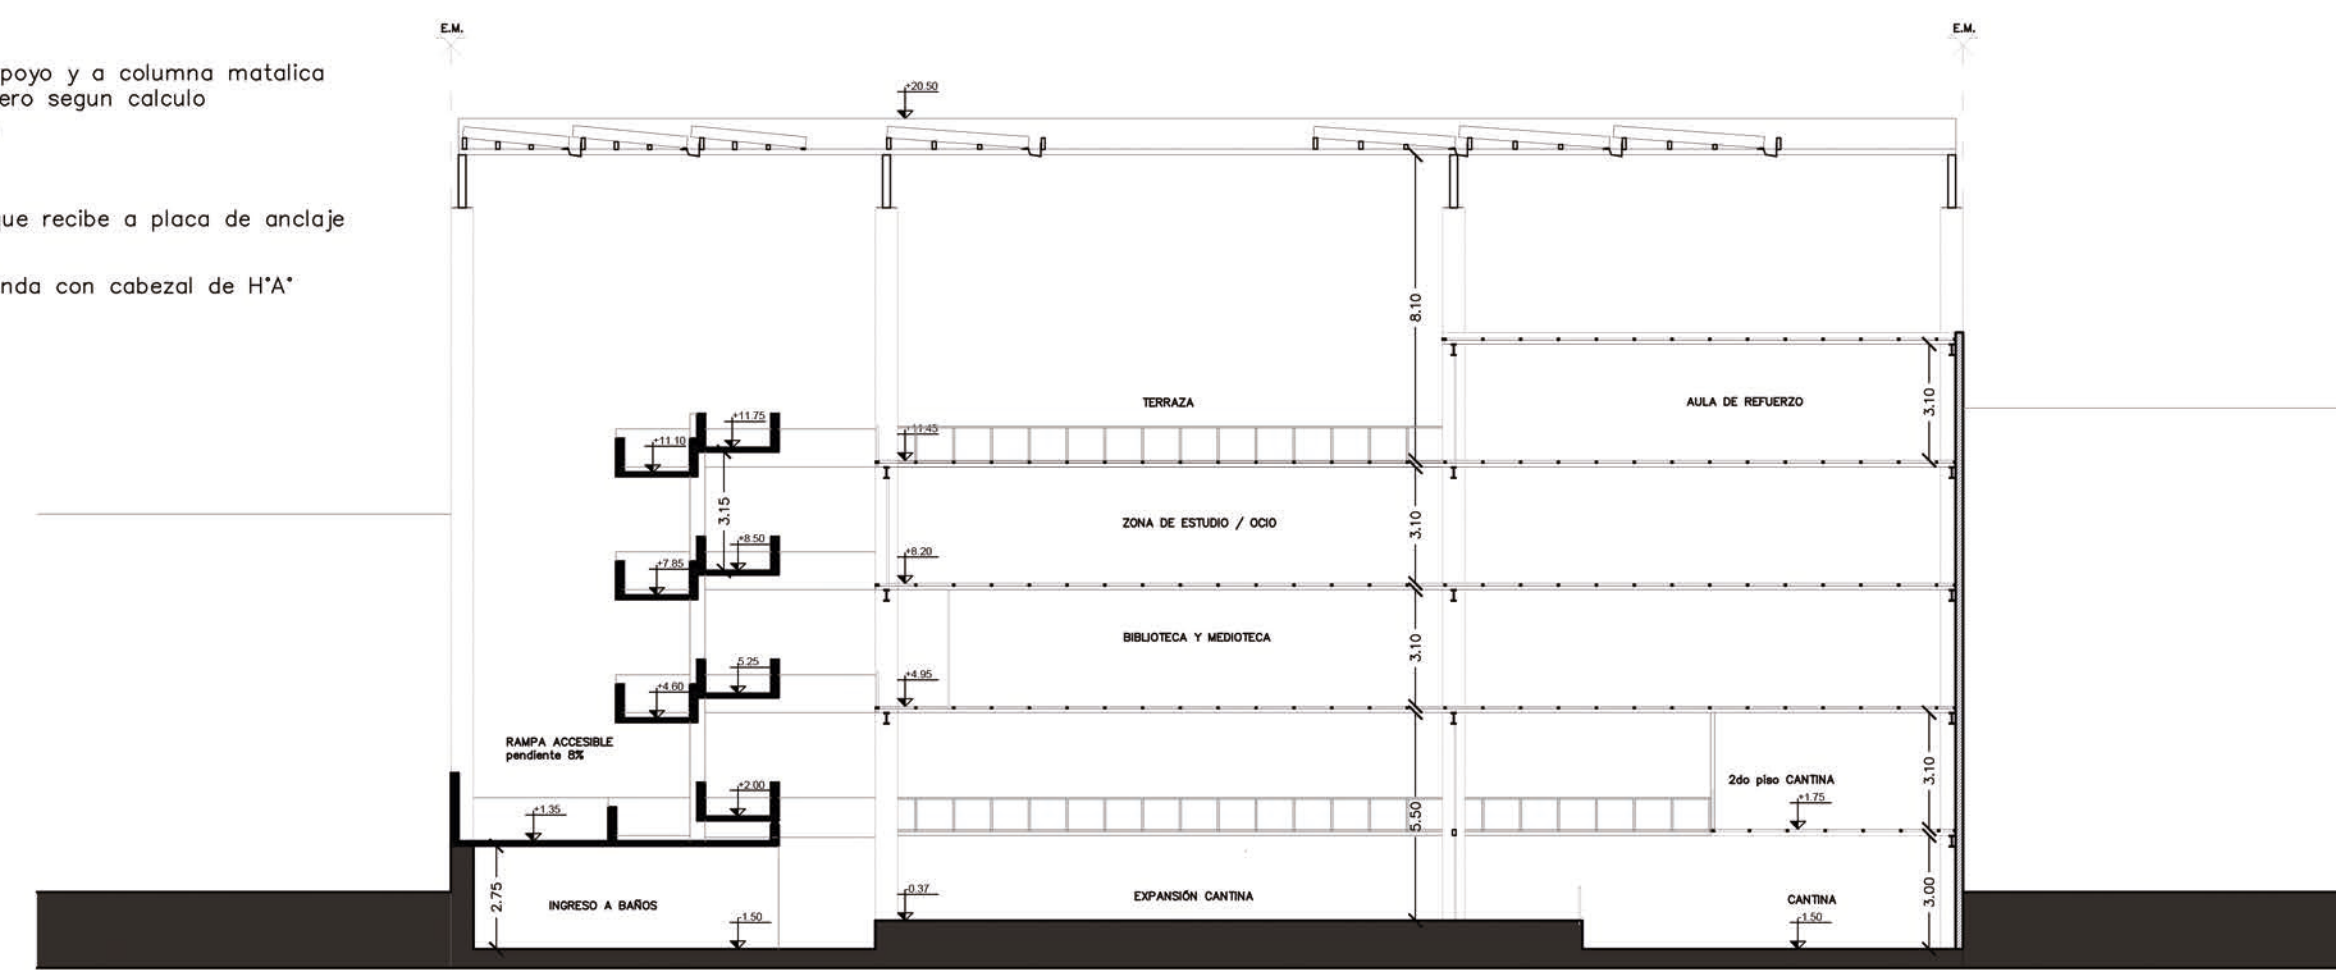 E.M.
E.M.
poyo y a columna matalica
ero segun calculo
+20.50
que recibe a placa de anclaje
nda con cabezal de H°A°
8.10
TERRAZA
AULA DE REFUERZO
3.10
+11.75
+11.10
+11.45
3.15
ZONA DE ESTUDIO / OCIO
3.10
+8.50
+8.20
+7.85
BIBLIOTECA Y MEDIOTECA
3.10
5.25
+4.95
+4.60
RAMPA ACCESIBLE
pendiente 8%
2do piso CANTINA
3.10
+2.00
+1.75
+1.35
5.50
2.75
INGRESO A BAÑOS
-0.37
EXPANSIÓN CANTINA
CANTINA
3.00
-1.50
-1.50